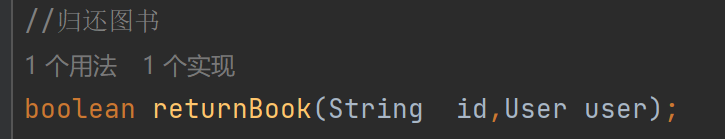 //归还图书
1 个用法   1 个实现
boolean returnBook(String  id,User user);